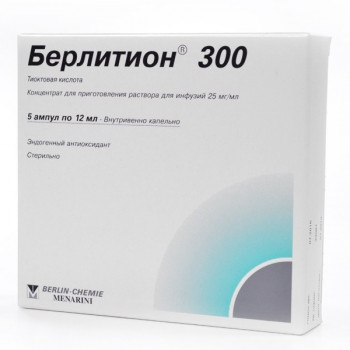 Берлитион® 300
Тиоктовая кислота
Концентрат для приготовления раствора для инфузий 25 мг/мл
5 ампул по 12 мл - Внутривенно капельно
Эндогенный антиоксидант
Стерильно
BERLIN-CHEMIE
MENARINI